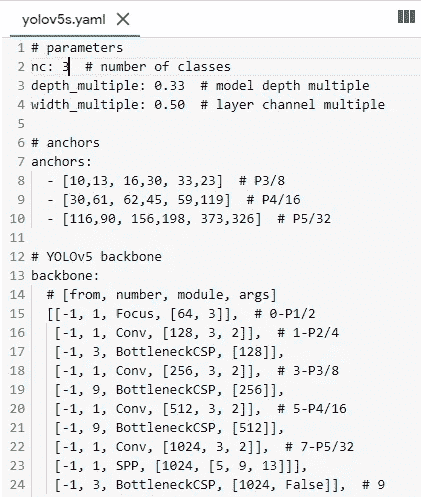 yolov5s.yaml
1 # parameters
2 nc: 3 # number of classes
3 depth_multiple: 0.33 # model depth multiple
4 width_multiple: 0.50 # layer channel multiple
5
6 # anchors
7 anchors:
8 - [10,13, 16,30, 33,23] # P3/8
9 - [30,61, 62,45, 59,119] # P4/16
10 - [116,90, 156,198, 373,326] # P5/32
11
12 # YOLOv5 backbone
13 backbone:
14 # [from, number, module, args]
15 [[-1, 1, Focus, [64, 3]], # 0-P1/2
16 [-1, 1, Conv, [128, 3, 2]], # 1-P2/4
17 [-1, 3, BottleneckCSP, [128]],
18 [-1, 1, Conv, [256, 3, 2]], # 3-P3/8
19 [-1, 9, BottleneckCSP, [256]],
20 [-1, 1, Conv, [512, 3, 2]], # 5-P4/16
21 [-1, 9, BottleneckCSP, [512]],
22 [-1, 1, Conv, [1024, 3, 2]], # 7-P5/32
23 [-1, 1, SPP, [1024, [5, 9, 13]]],
24 [-1, 3, BottleneckCSP, [1024, False]], # 9